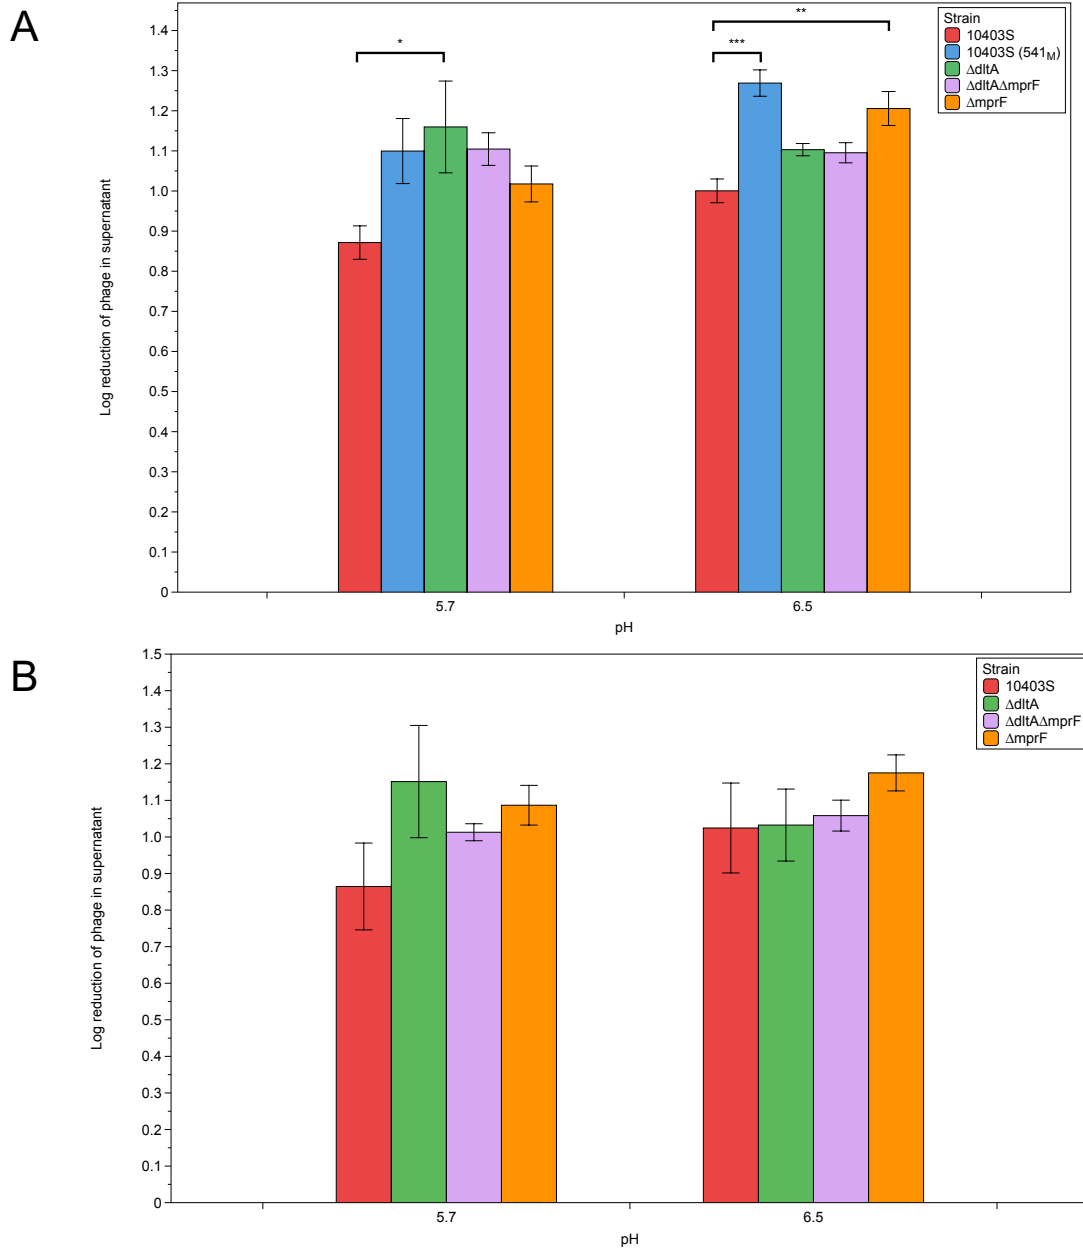 A
Log reduction of phage in supernatant
1.4
1.3
1.2
1.1
1.0
0.9
0.8
0.7
0.6
0.5
0.4
0.3
0.2
0.1
0
*
***
**
Strain
10403S
10403S (541M)
ΔdltA
ΔdltAΔmprF
ΔmprF
5.7
6.5
pH
B
Log reduction of phage in supernatant
1.5
1.4
1.3
1.2
1.1
1.0
0.9
0.8
0.7
0.6
0.5
0.4
0.3
0.2
0.1
0
Strain
10403S
ΔdltA
ΔdltAΔmprF
ΔmprF
5.7
6.5
pH